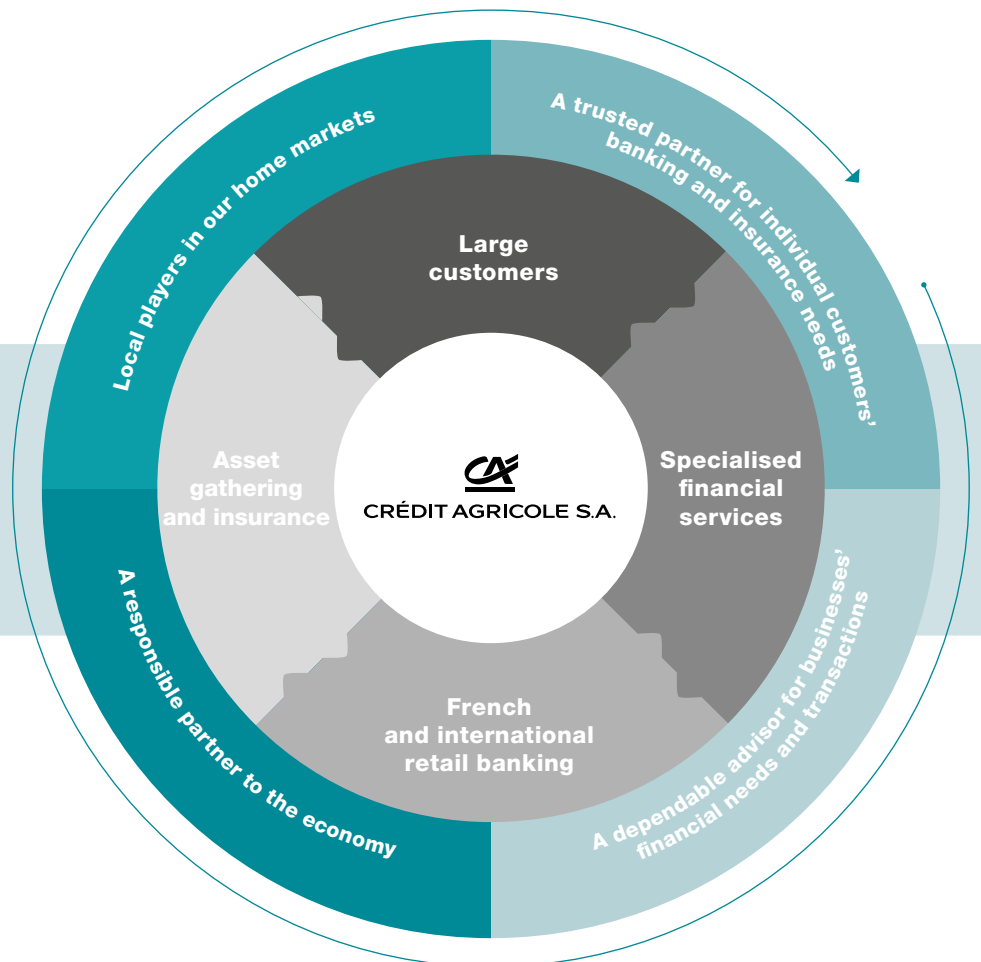 Local players in our home markets
A trusted partner for individual customers'
banking and insurance needs
Large
customers
Asset
gathering
and insurance
CA
CRÉDIT AGRICOLE S.A.
Specialised
financial
services
French
and international
retail banking
A responsible partner to the economy
A dependable advisor for businesses'
financial needs and transactions